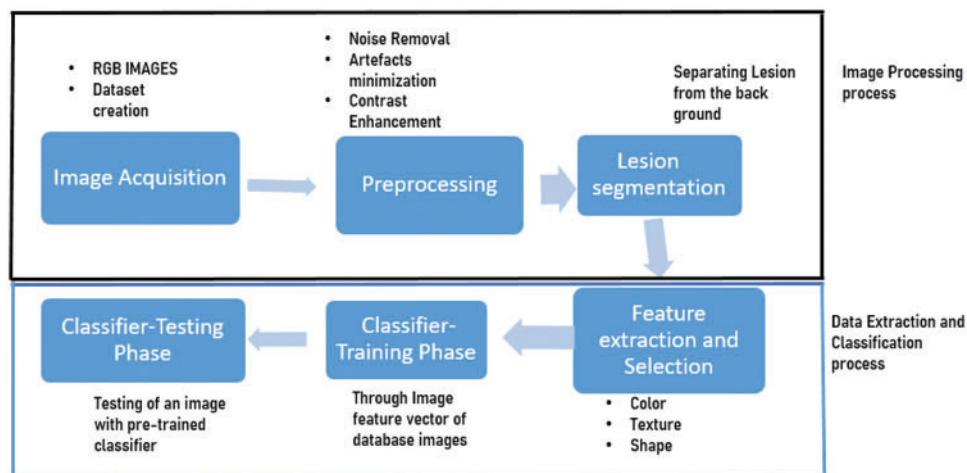 • RGB IMAGES
• Dataset
creation
Image Acquisition
• Noise Removal
• Artefacts
minimization
• Contrast
Enhancement
Preprocessing
Separating Lesion
from the back
ground
Lesion
segmentation
Image Processing
process
Feature
extraction and
Selection
• Color
• Texture
• Shape
Classifier-
Training Phase
Through Image
feature vector of
database images
Classifier-Testing
Phase
Testing of an image
with pre-trained
classifier
Data Extraction and
Classification
process